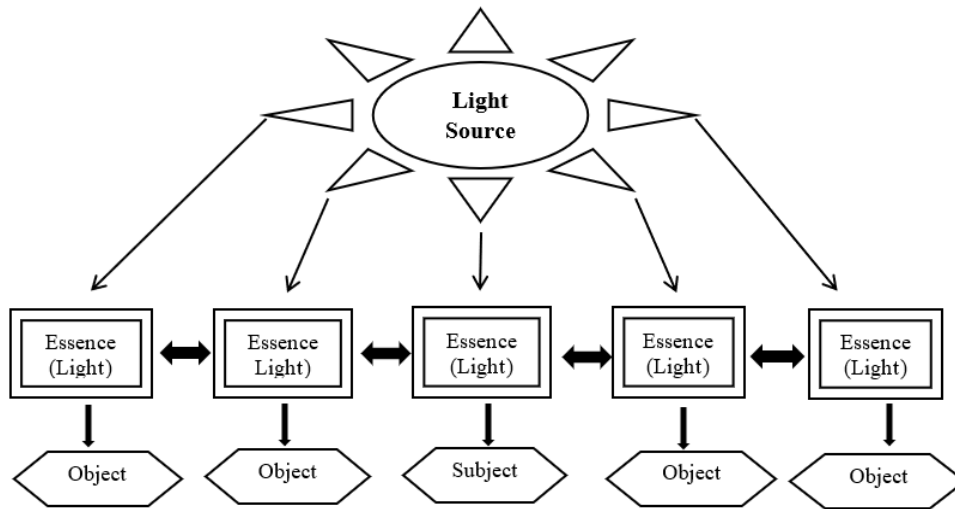 Light
Source
Essence
(Light)
Essence
Light)
Essence
(Light)
Essence
(Light)
Essence
(Light)
Object
Object
Subject
Object
Object